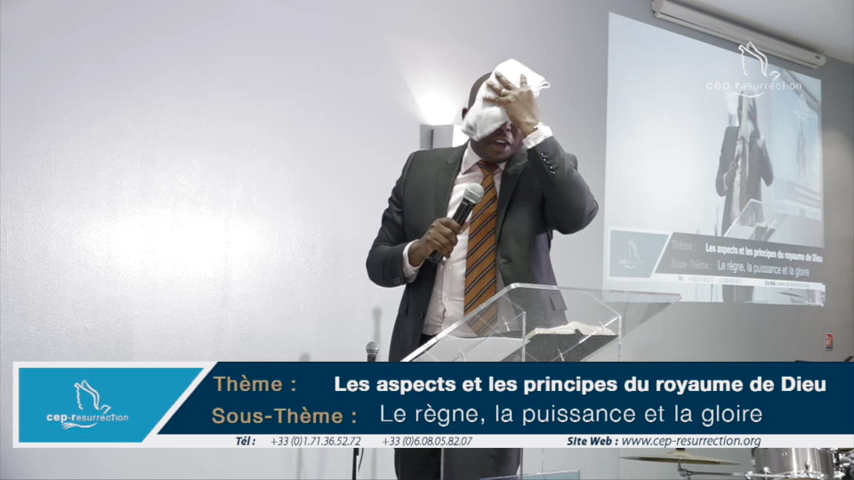 cep-resurrection
Thème : Les aspects et les principes du royaume de Dieu
Sous-Thème : Le règne, la puissance et la gloire
Thème : Les aspects et les principes du royaume de Dieu
Sous-Thème : Le règne, la puissance et la gloire
cep-resurrection
Tél : +33 (0)1.71.36.52.72 +33 (0)6.08.05.82.07 Site Web : www.cep-resurrection.org